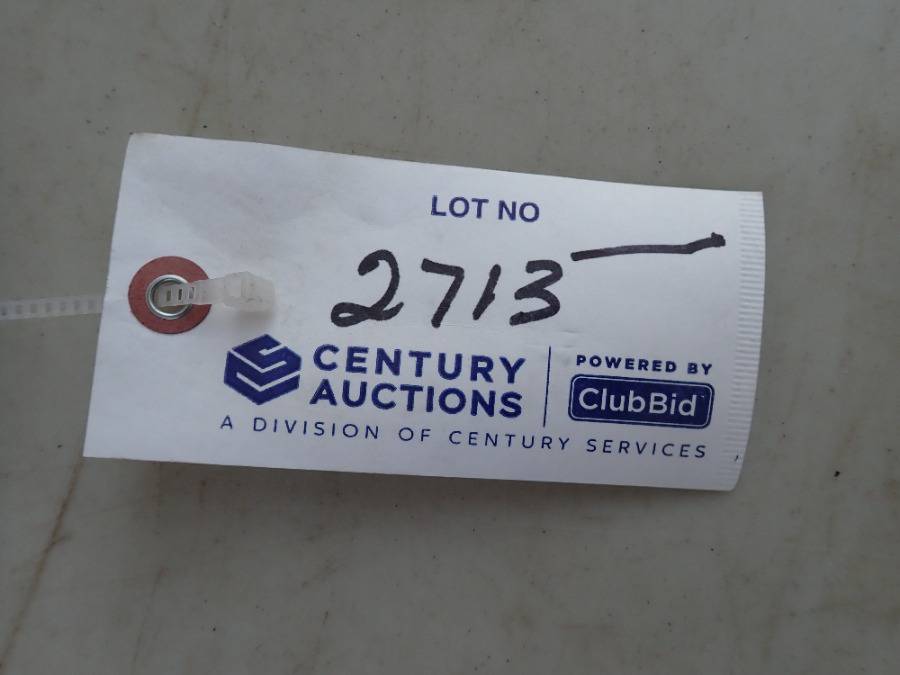 LOT NO
2713
CENTURY
AUCTIONS
POWERED BY
ClubBid
A DIVISION OF CENTURY SERVICES